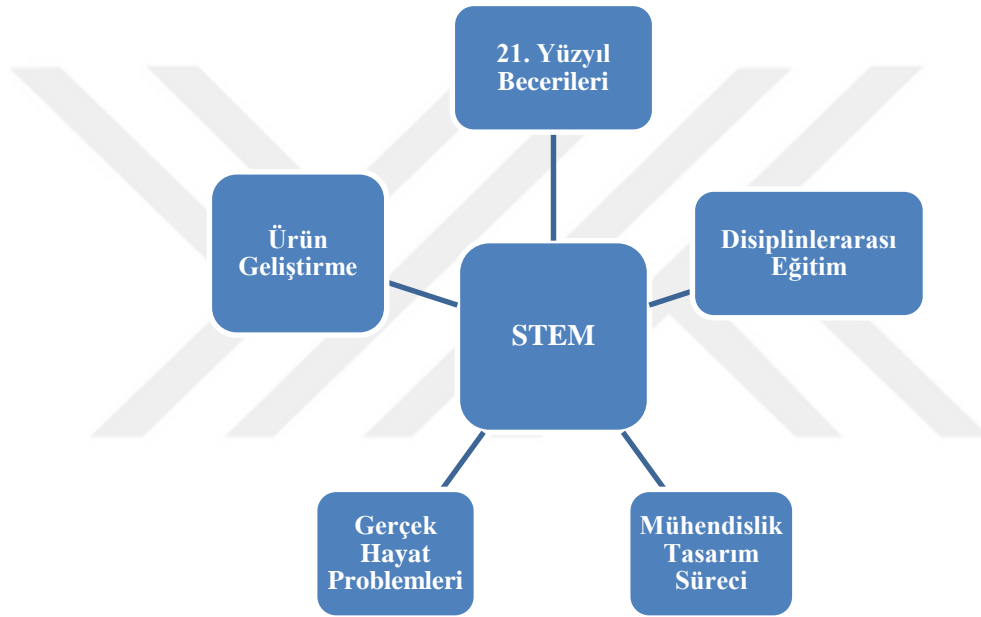 21. Yüzyıl
Becerileri
Disiplinlerarası
Eğitim
Mühendislik
Tasarım
Süreci
Gerçek
Hayat
Problemleri
Ürün
Geliştirme
STEM